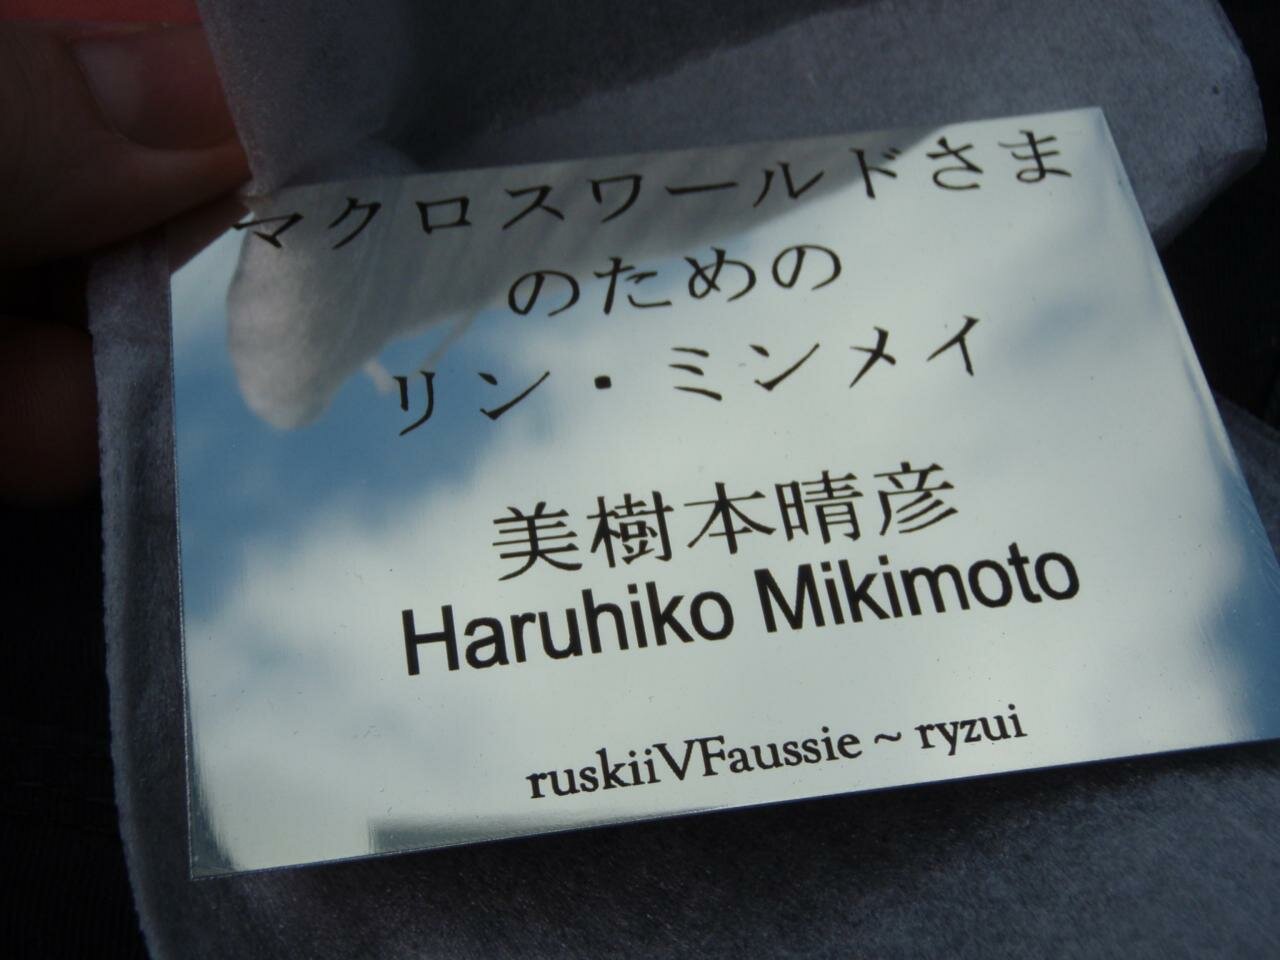 マクロスワールドさま
のための
リン・ミンメイ
美樹本晴彦
Haruhiko Mikimoto
ruskiiVFaussie ~ ryzui